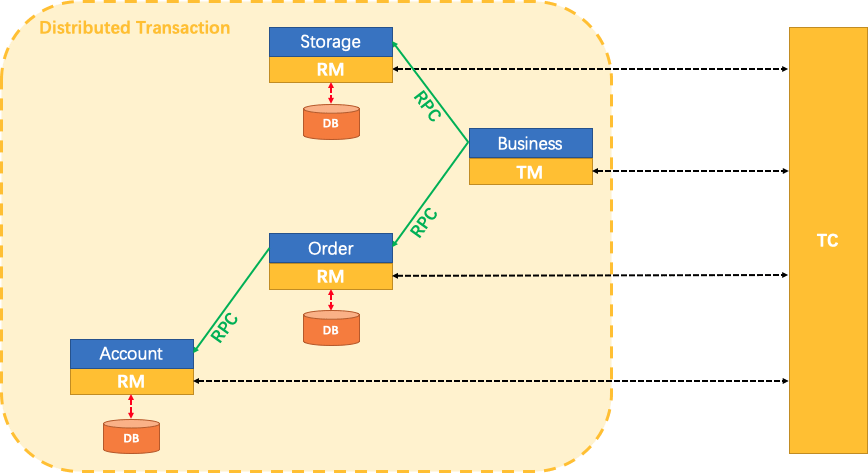 Distributed Transaction
Storage
RM
DB
RPC
Business
TM
RPC
Order
RM
DB
RPC
Account
RM
DB
TC